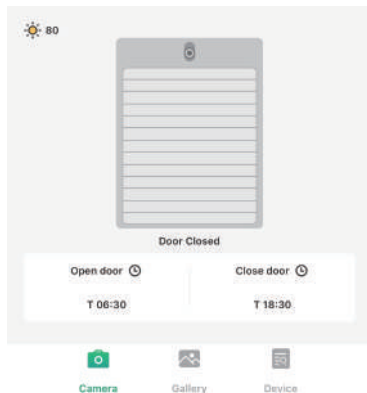 80
Door Closed
Open door Close door
T 06:30 T 18:30
Camera Gallery Device